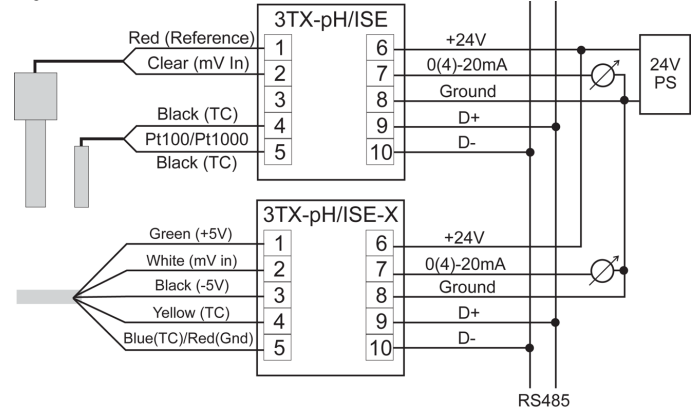 3TX-pH/ISE
Red (Reference) 1 6 +24V
Clear (mV In) 2 7 0(4)-20mA
3 8 Ground
Black (TC) 4 9 D+
Pt100/Pt1000
Black (TC) 5 10 D-
24V
PS
3TX-pH/ISE-X
Green (+5V) 1 6 +24V
White (mV in) 2 7 0(4)-20mA
Black (-5V) 3 8 Ground
Yellow (TC) 4 9 D+
Blue(TC)/Red(Gnd) 5 10 D-
RS485